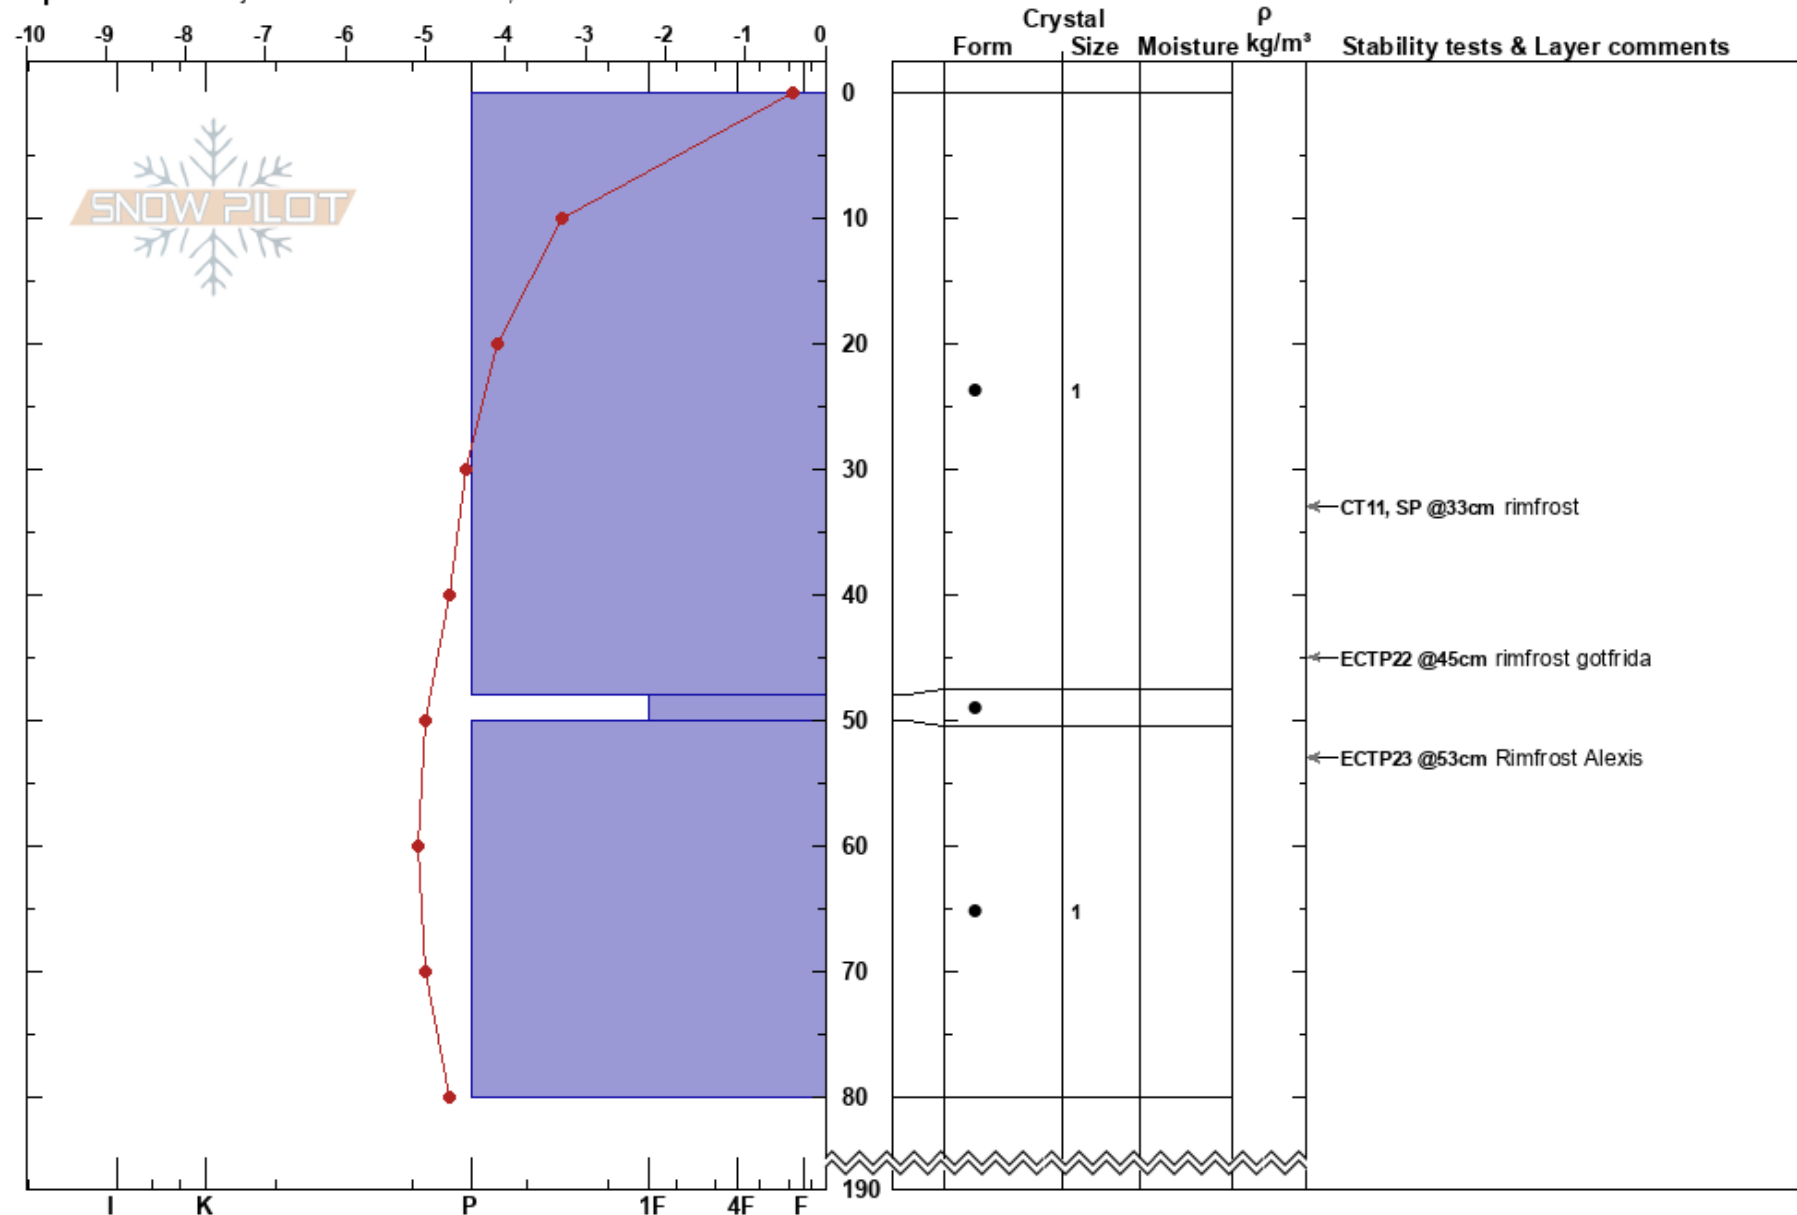 -10 -9 -8 -7 -6 -5 -4 -3 -2 -1 0
Crystal ρ
Form Size Moisture kg/m³ Stability tests & Layer comments
0
SNOW PILOT
10
20
1
30
CT11, SP @33cm rimfrost
40
ECTP22 @45cm rimfrost gotfrida
50
ECTP23 @53cm Rimfrost Alexis
60
1
70
80
190
I K P 1F 4F F